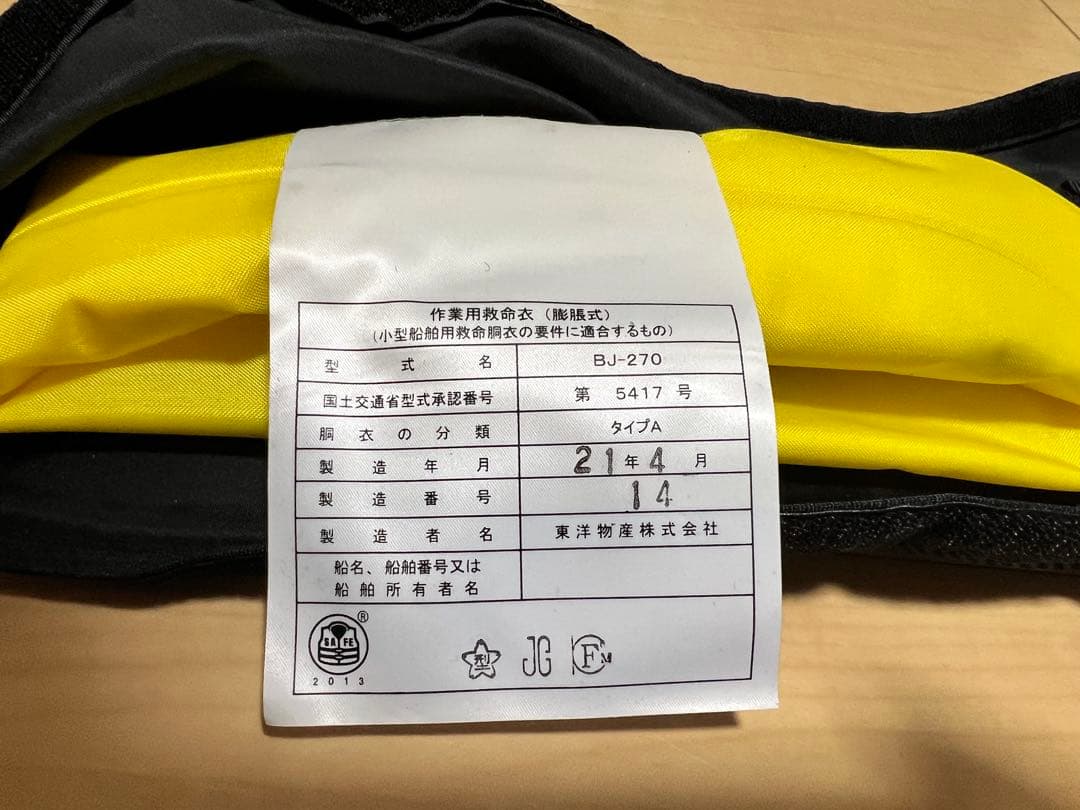 作業用救命衣（膨脹式）
（小型船舶用救命胴衣の要件に適合するもの）
型式名 BJ-270
国土交通省型式承認番号 第 5417 号
胴衣の分類 タイプA
製造年月 21年4月
製造番号 14
製造者名 東洋物産株式会社
船名、船舶番号又は
船舶所有者名
®
SAFE
2013
型 JG FM